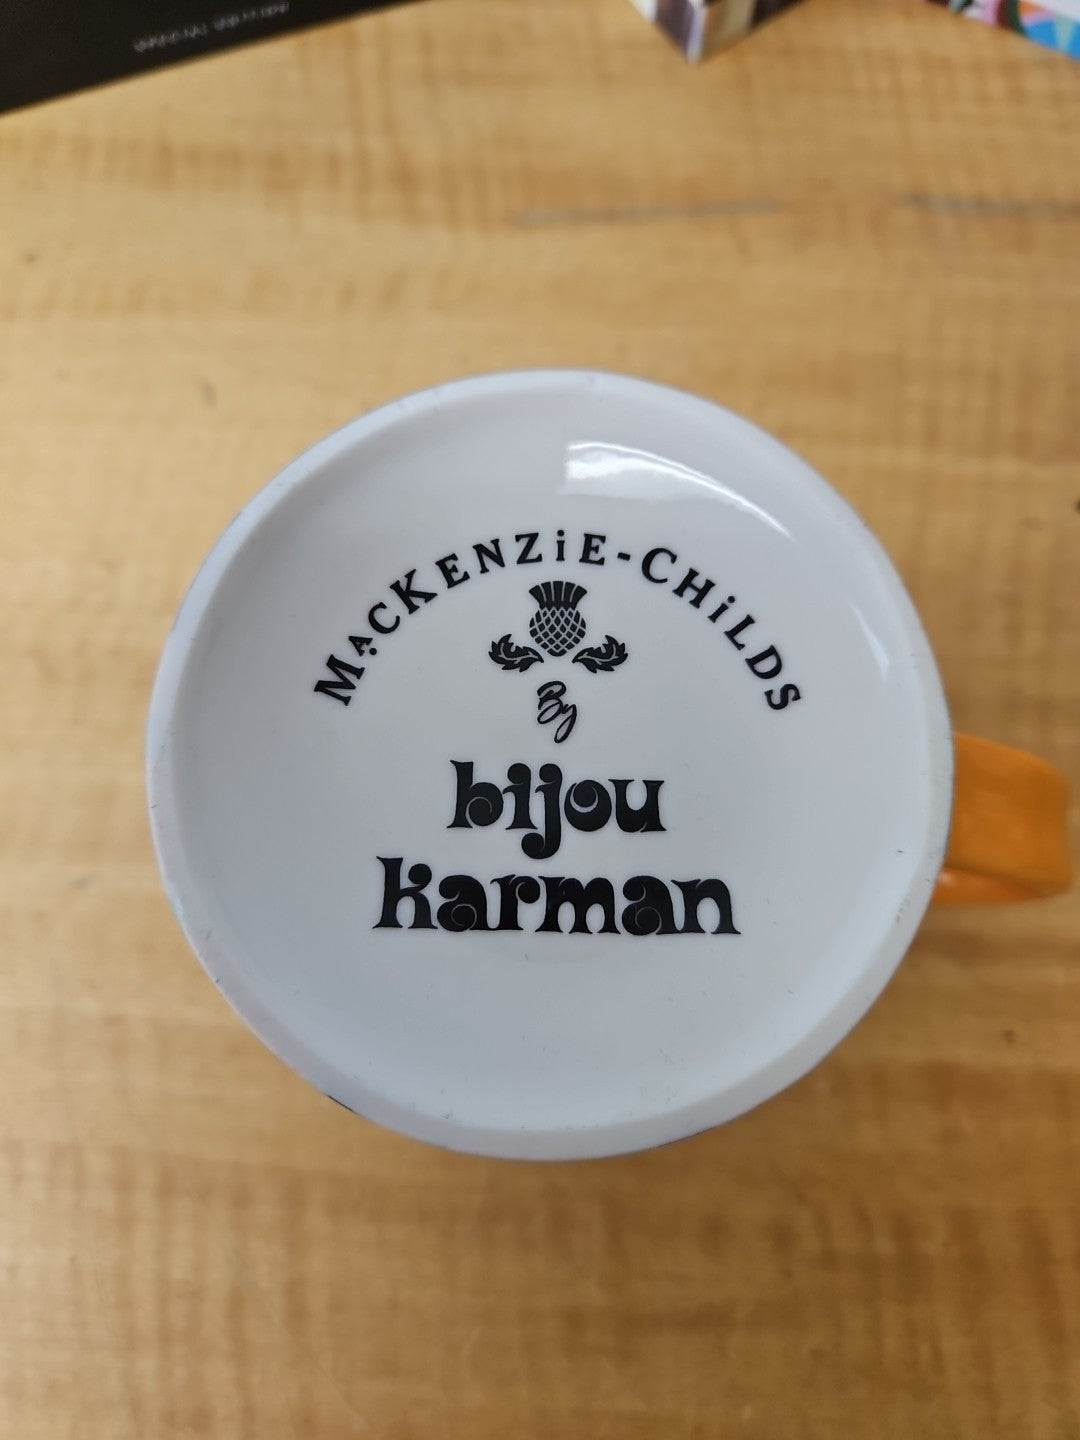 MacKENZiE-CHiLDS
By
bijou
karman